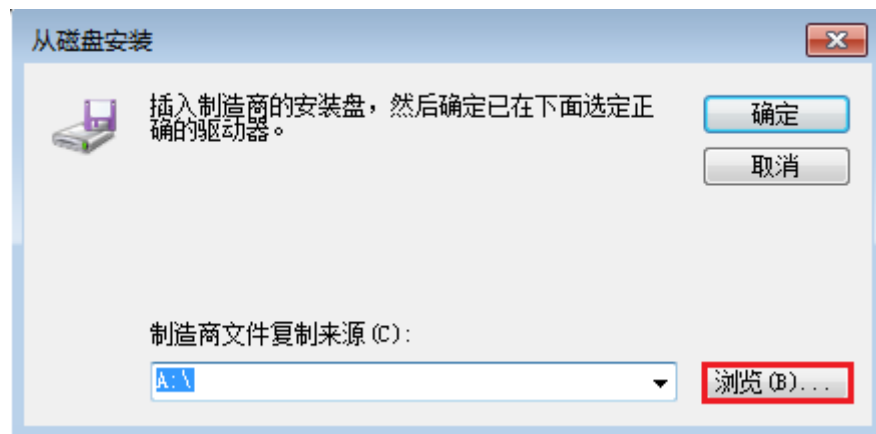 从磁盘安装
插入制造商的安装盘，然后确定已在下面选定正
确的驱动器。
确定
取消
制造商文件复制来源(C):
A:\
浏览(B)...